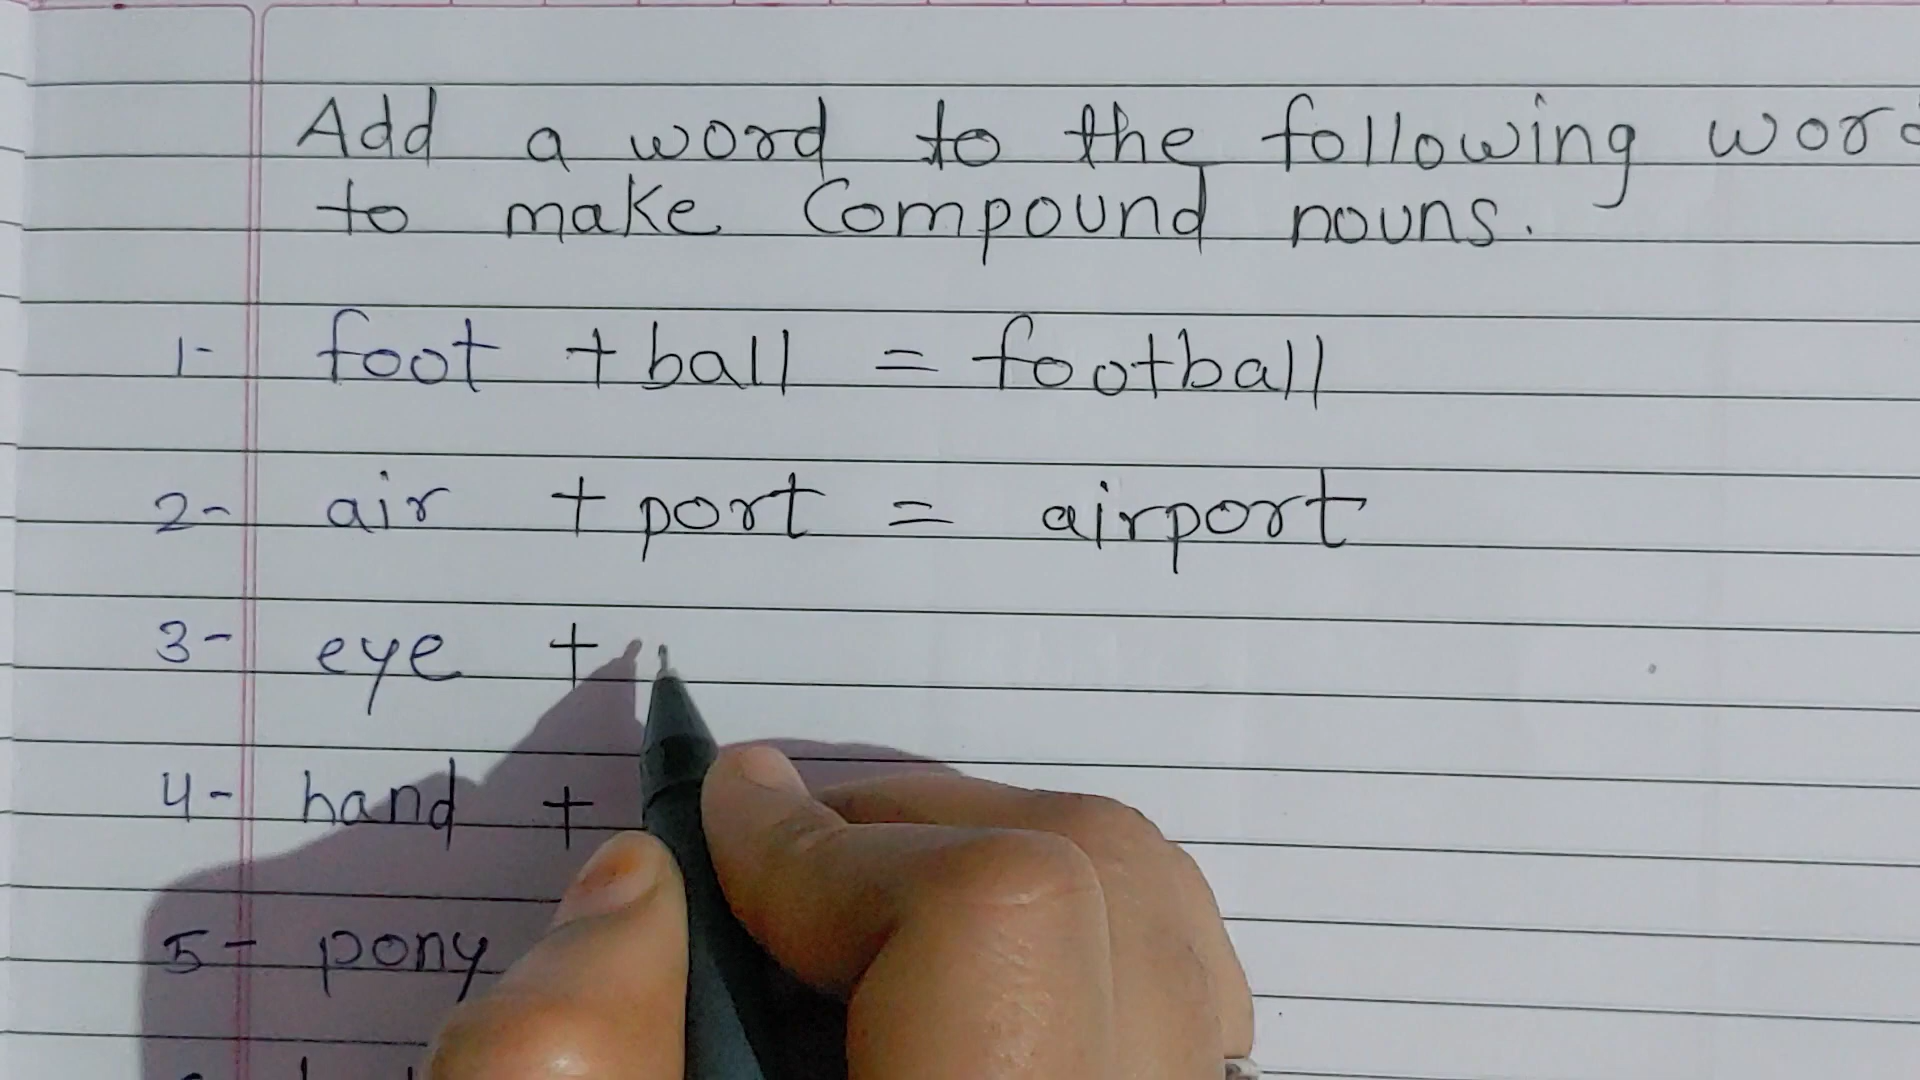 Add a word to the following
to make Compound nouns.
1- foot + ball = football
2- air + port = airport
3- eye +
4- hand +
5- pony